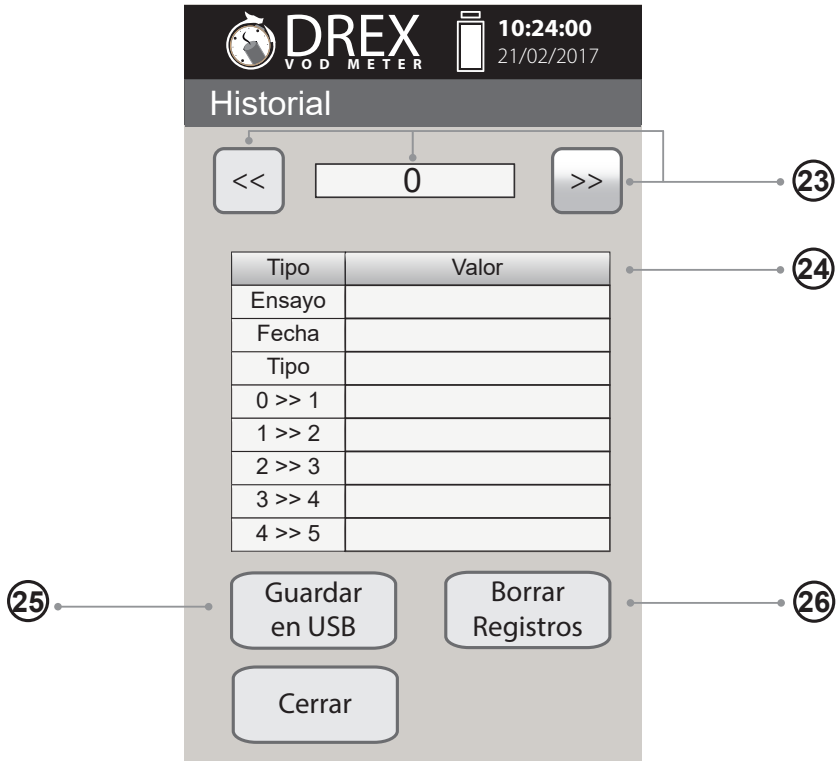 DREX
VOD METER
10:24:00
21/02/2017
Historial
<< 0 >>
23
Tipo Valor
24
Ensayo
Fecha
Tipo
0 >> 1
1 >> 2
2 >> 3
3 >> 4
4 >> 5
25
Guardar
en USB
Borrar
Registros
26
Cerrar